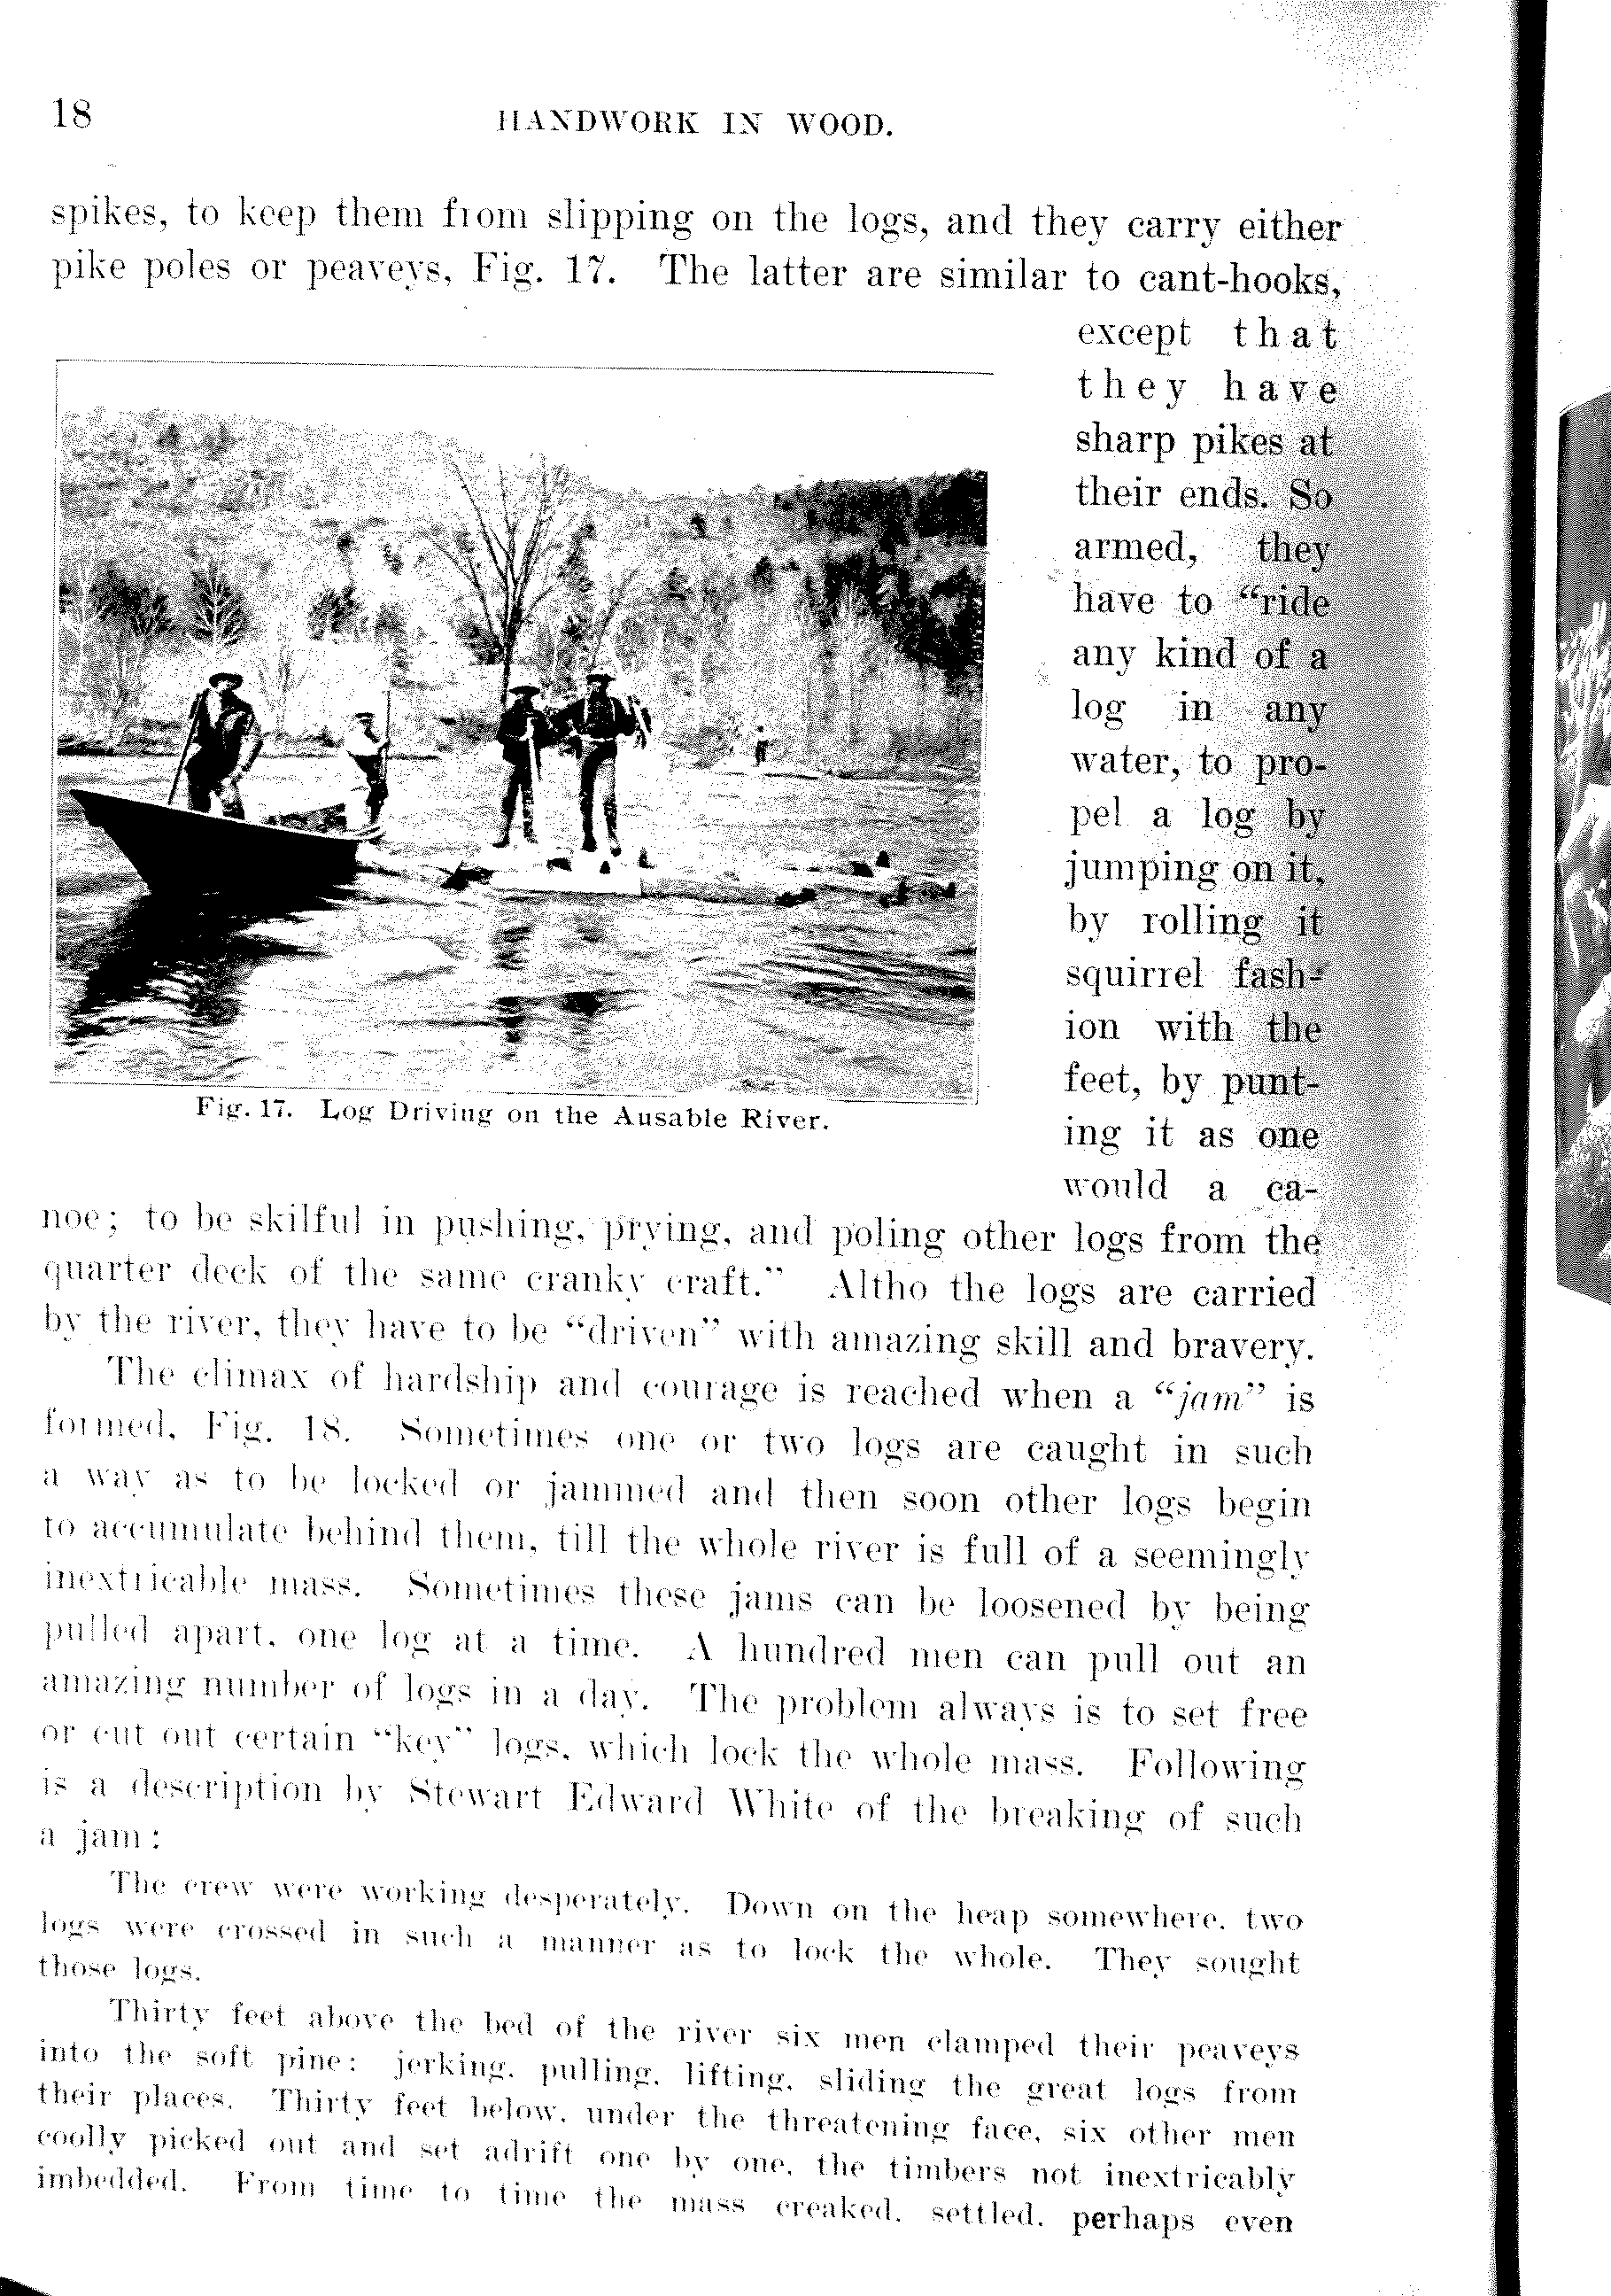 18
HANDWORK IN WOOD.
spikes, to keep them from slipping on the logs, and they carry either
pike poles or peaveys, Fig. 17. The latter are similar to cant-hooks,
except that
they have
sharp pikes at
their ends. So
armed, they
have to “ride
any kind of a
log in any
water, to pro-
pel a log by
jumping on it,
by rolling it
squirrel fash-
ion with the
feet, by punt-
ing it as one
would a ca-
Fig. 17. Log Driving on the Ausable River.
noe; to be skilful in pushing, prying, and poling other logs from the
quarter deck of the same cranky craft.” Altho the logs are carried
by the river, they have to be “driven” with amazing skill and bravery.
The climax of hardship and courage is reached when a “jam” is
formed, Fig. 18. Sometimes one or two logs are caught in such
a way as to be locked or jammed and then soon other logs begin
to accumulate behind them, till the whole river is full of a seemingly
inextricable mass. Sometimes these jams can be loosened by being
pulled apart, one log at a time. A hundred men can pull out an
amazing number of logs in a day. The problem always is to set free
or cut out certain “key” logs, which lock the whole mass. Following
is a description by Stewart Edward White of the breaking of such
a jam:
The crew were working desperately. Down on the heap somewhere, two
logs were crossed in such a manner as to lock the whole. They sought
those logs.
Thirty feet above the bed of the river six men clamped their peaveys
into the soft pine; jerking, pulling, lifting, sliding the great logs from
their places. Thirty feet below, under the threatening face, six other men
coolly picked out and set adrift one by one, the timbers not inextricably
imbedded. From time to time the mass creaked, settled, perhaps even